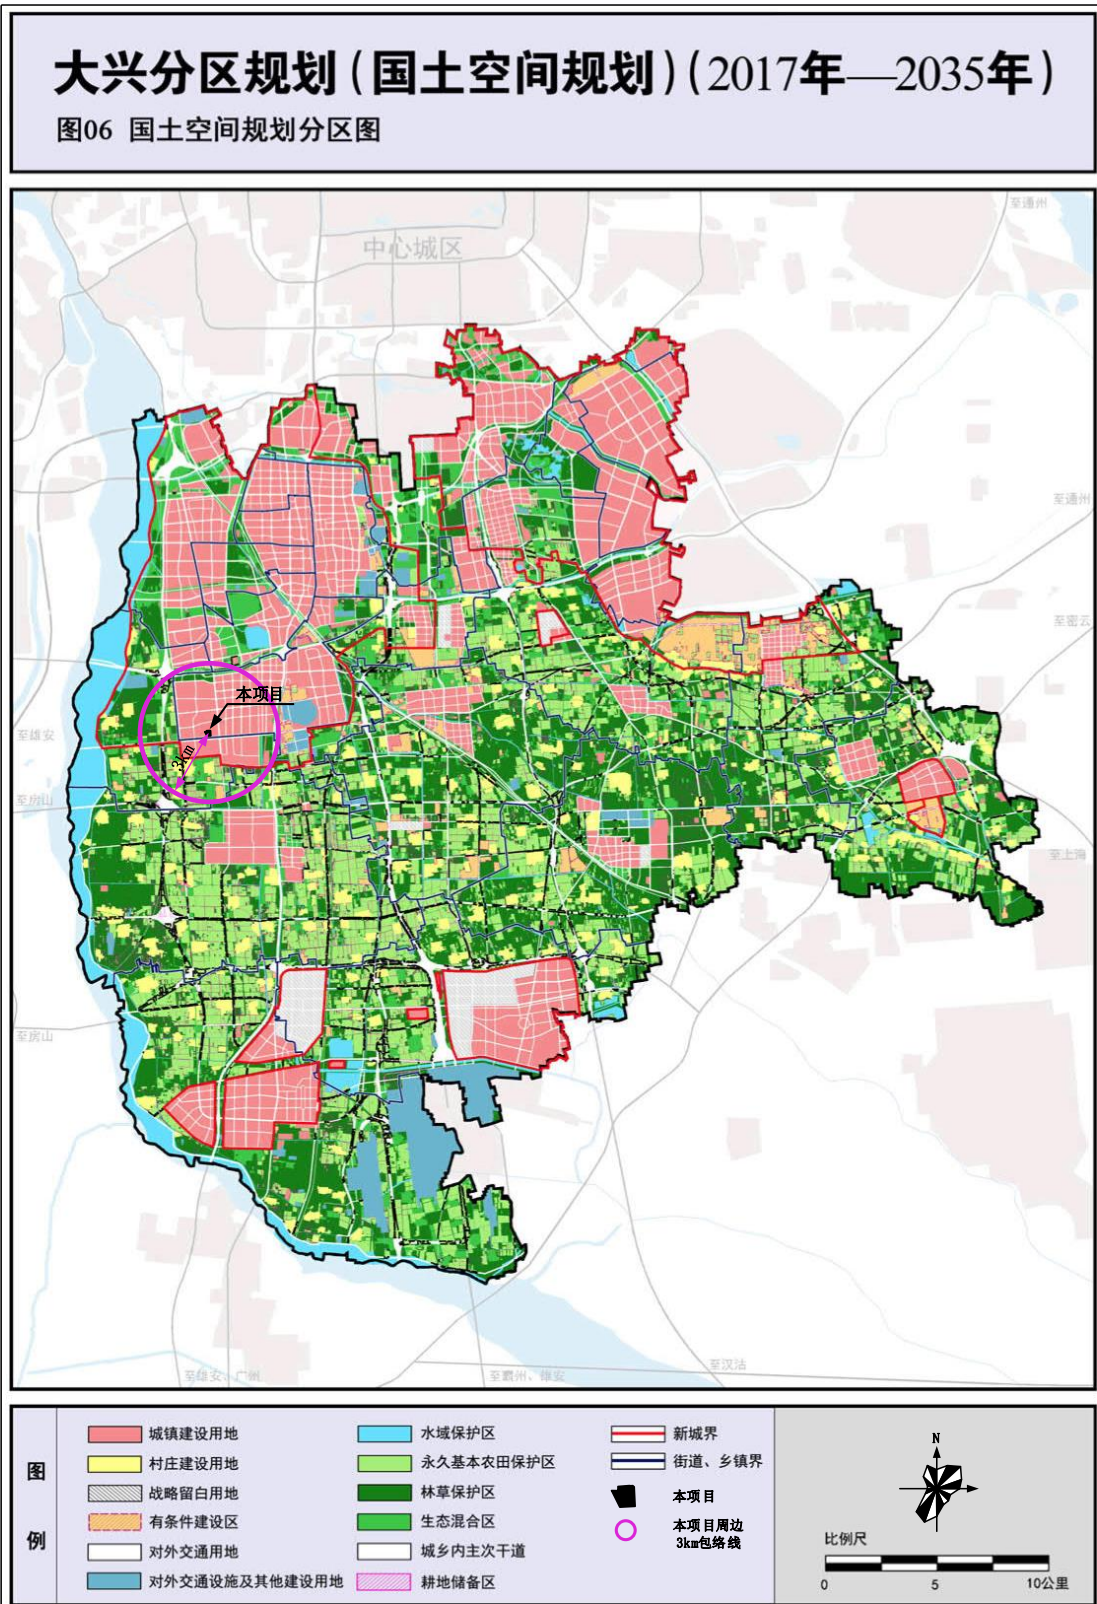 大兴分区规划(国土空间规划)(2017年—2035年)
图06 国土空间规划分区图
至通州
中心城区
至通州
至密云
本项目
3km
至雄安
至房山
至上海
至房山
至汉沽
至雄安、广州
至霸州、雄安
图例
城镇建设用地
村庄建设用地
战略留白用地
有条件建设区
对外交通用地
对外交通设施及其他建设用地
水域保护区
永久基本农田保护区
林草保护区
生态混合区
城乡内主次干道
耕地储备区
新城界
街道、乡镇界
本项目
本项目周边
3km包络线
N
比例尺
0 5 10公里